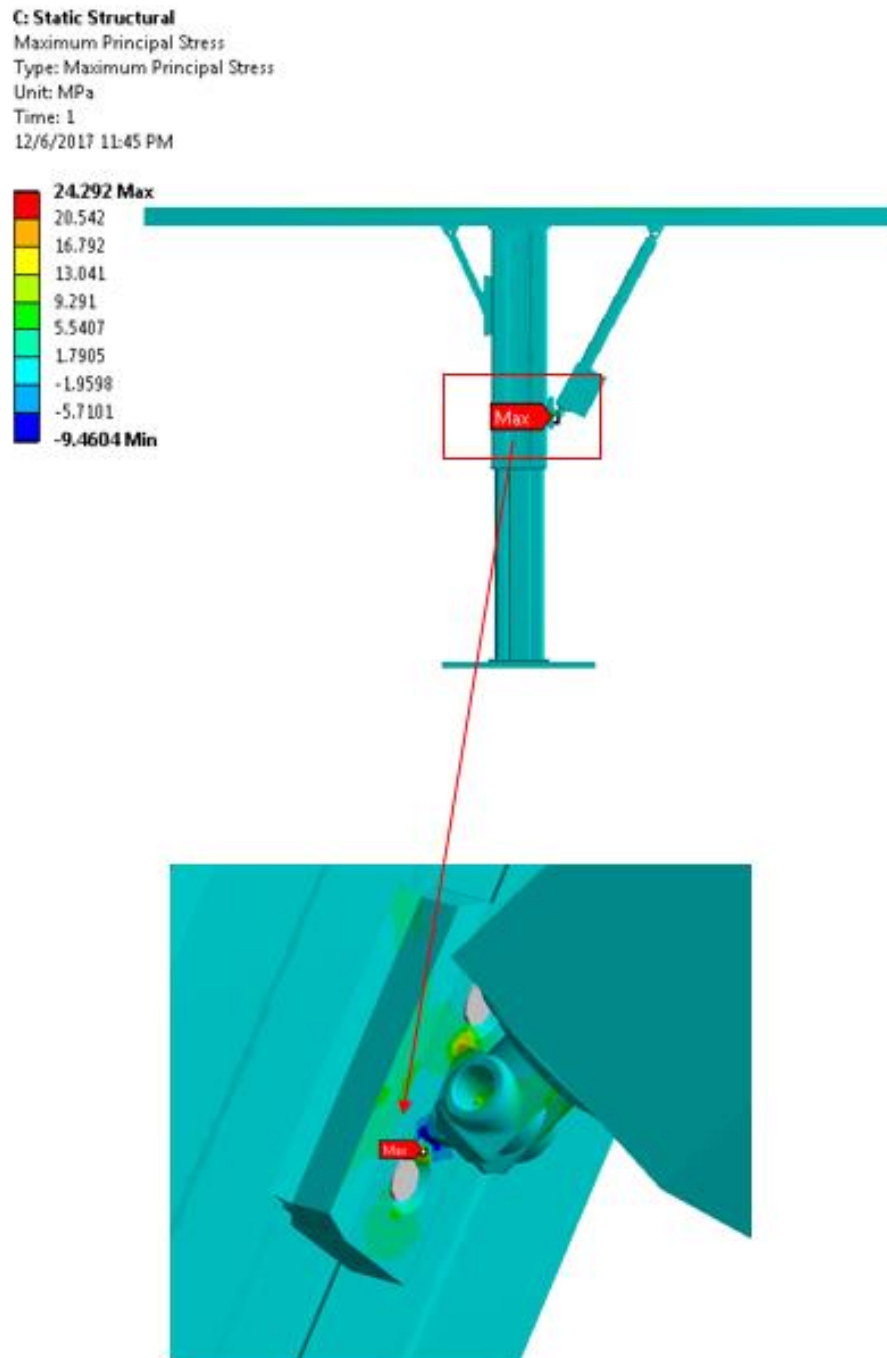 C: Static Structural
Maximum Principal Stress
Type: Maximum Principal Stress
Unit: MPa
Time: 1
12/6/2017 11:45 PM
24.292 Max
20.542
16.792
13.041
9.291
5.5407
1.7905
-1.9598
-5.7101
-9.4604 Min
Max
Max